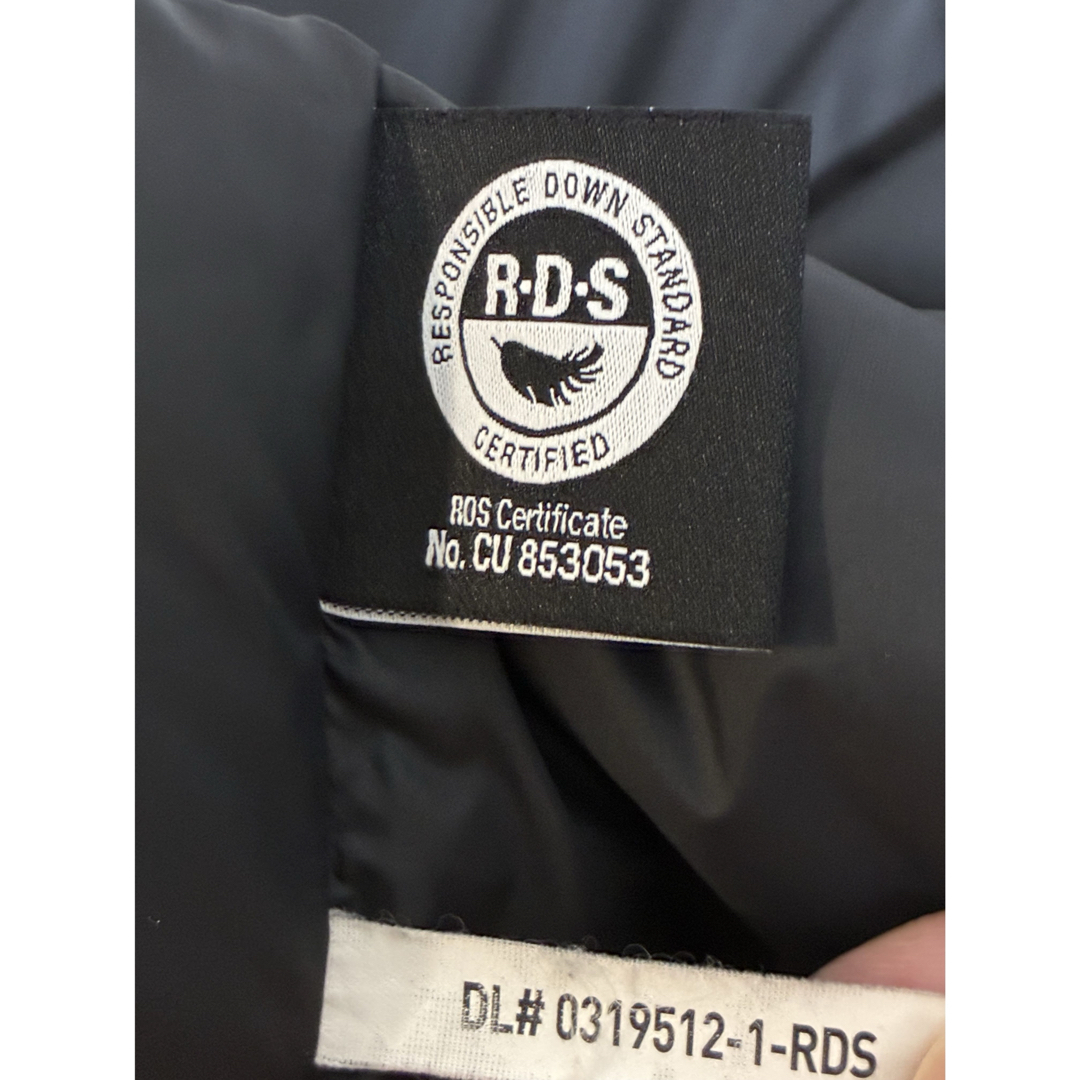 RESPONSIBLE DOWN STANDARD
R·D·S
CERTIFIED
RDS Certificate
No. CU 853053
DL# 0319512-1-RDS